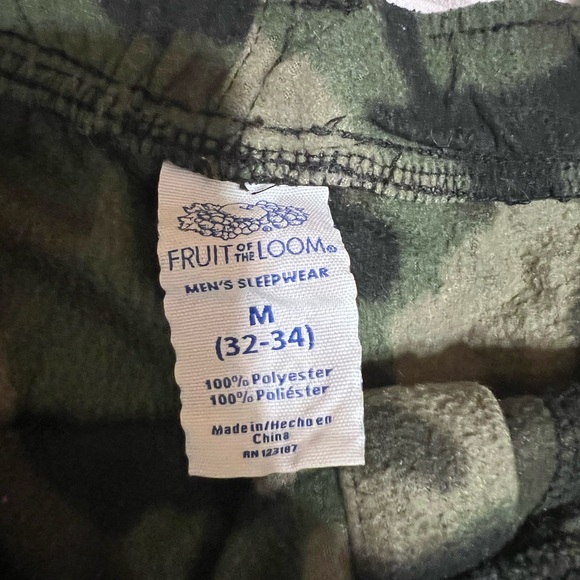 FRUIT OF THE LOOM®
MEN'S SLEEPWEAR
M
(32-34)
100% Polyester
100% Poliéster
Made in/Hecho en
China
RN 123187